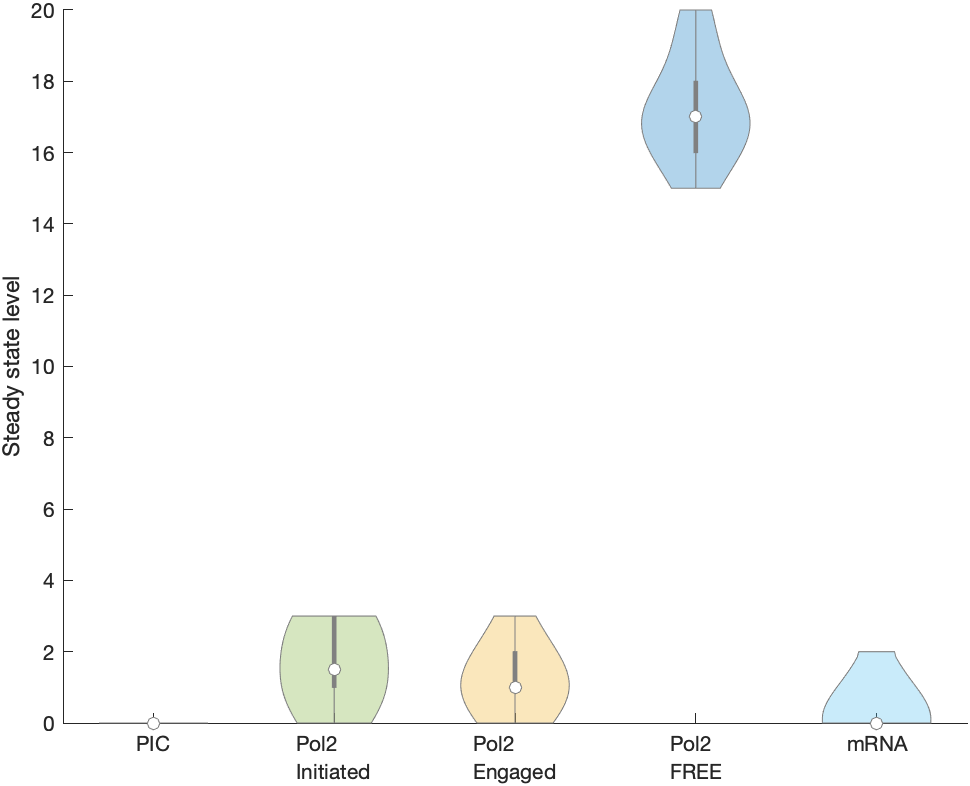 20
18
16
14
12
10
8
6
4
2
0
Steady state level
PIC
Pol2
Initiated
Pol2
Engaged
Pol2
FREE
mRNA